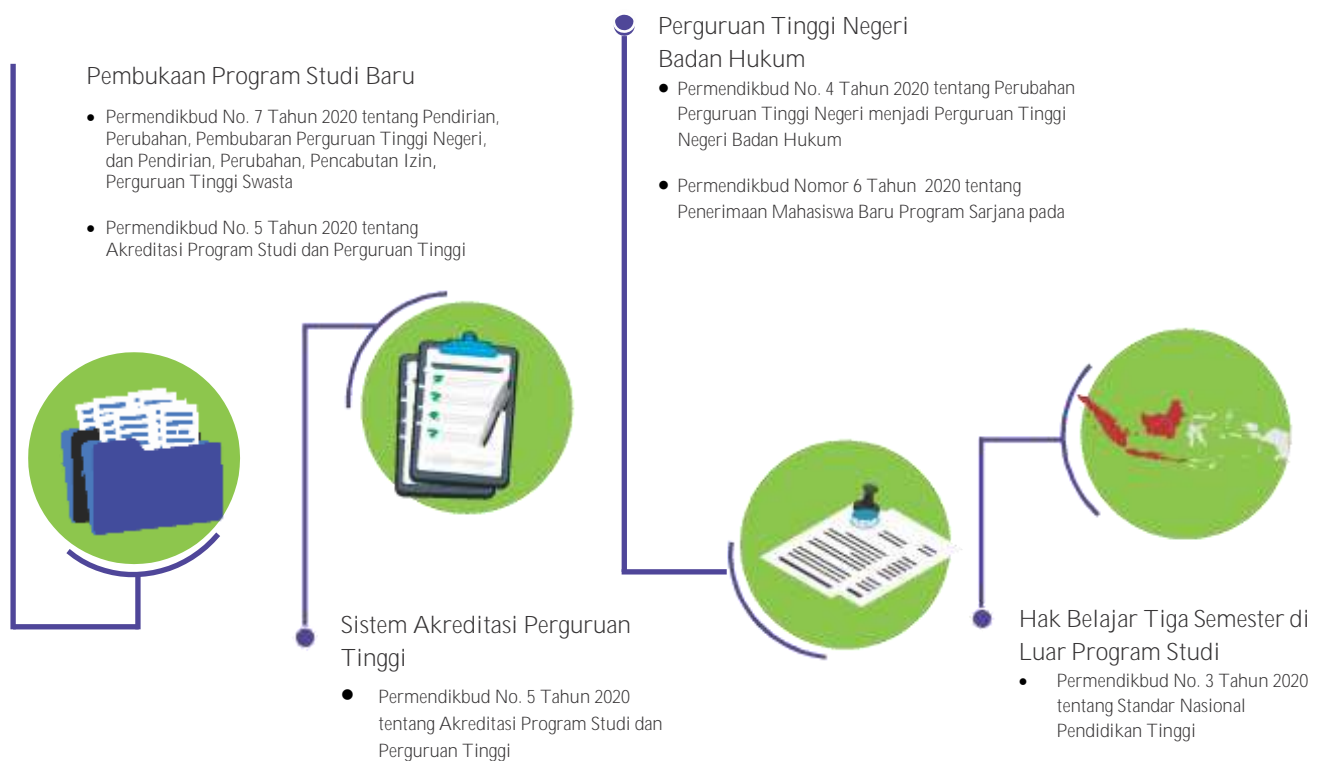 Pembukaan Program Studi Baru
• Permendikbud No. 7 Tahun 2020 tentang Pendirian,
Perubahan, Pembubaran Perguruan Tinggi Negeri,
dan Pendirian, Perubahan, Pencabutan Izin,
Perguruan Tinggi Swasta
• Permendikbud No. 5 Tahun 2020 tentang
Akreditasi Program Studi dan Perguruan Tinggi
Sistem Akreditasi Perguruan
Tinggi
• Permendikbud No. 5 Tahun 2020
tentang Akreditasi Program Studi dan
Perguruan Tinggi
Perguruan Tinggi Negeri
Badan Hukum
• Permendikbud No. 4 Tahun 2020 tentang Perubahan
Perguruan Tinggi Negeri menjadi Perguruan Tinggi
Negeri Badan Hukum
• Permendikbud Nomor 6 Tahun 2020 tentang
Penerimaan Mahasiswa Baru Program Sarjana pada
Hak Belajar Tiga Semester di
Luar Program Studi
• Permendikbud No. 3 Tahun 2020
tentang Standar Nasional
Pendidikan Tinggi